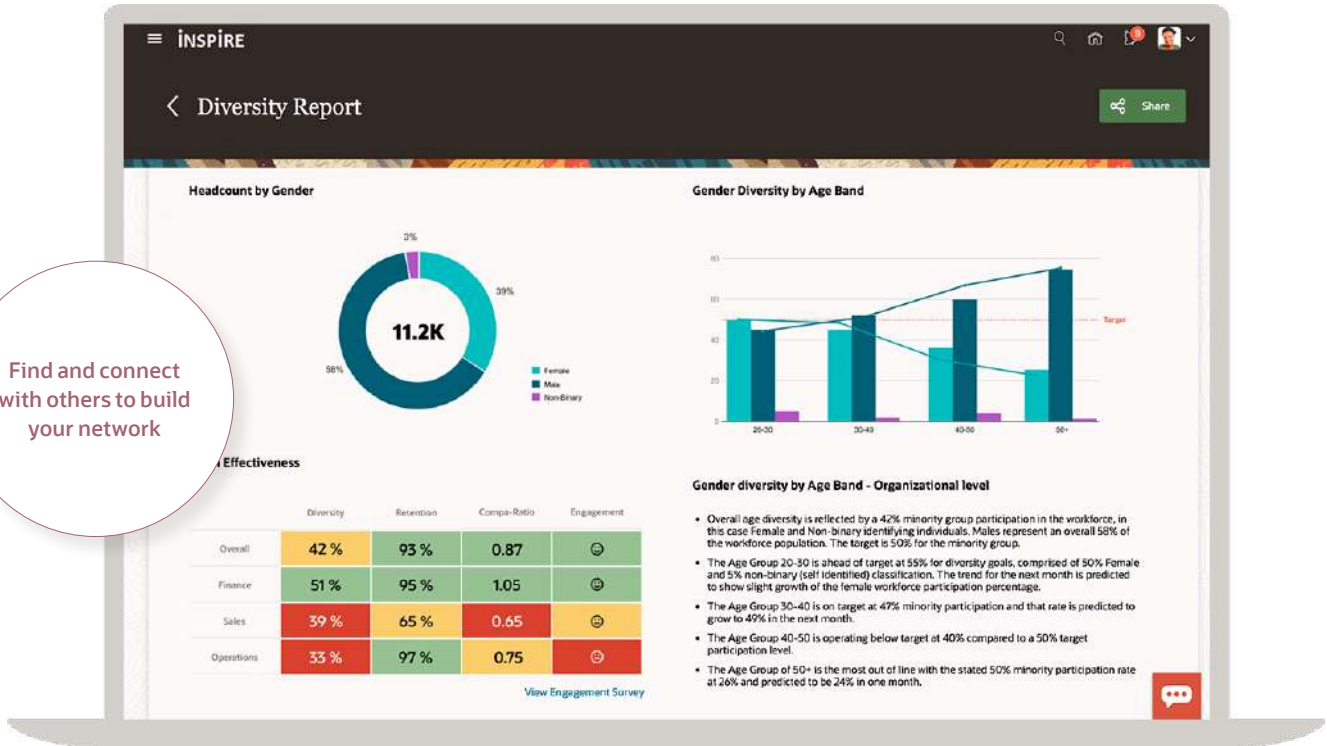 iNSPiRE
9
Diversity Report
Share
Headcount by Gender
3%
39%
58%
11.2K
Female
Male
Non-Binary
Gender Diversity by Age Band
60
40
20
0
Target
30-40
50+
Find and connect
with others to build
your network
Effectiveness
Diversity Retention Compa-Ratio Engagement
Overall 42 % 93 % 0.87
Finance 51 % 95 % 1.05
Sales 39 % 65 % 0.65
Operations 33 % 97 % 0.75
View Engagement Survey
Gender diversity by Age Band - Organizational level
• Overall age diversity is reflected by a 42% minority group participation in the workforce, in
this case Female and Non-binary identifying individuals. Males represent an overall 58% of
the workforce population. The target is 50% for the minority group.
• The Age Group 20-30 is ahead of target at 55% for diversity goals, comprised of 50% Female
and 5% non-binary (self identified) classification. The trend for the next month is predicted
to show slight growth of the female workforce participation percentage.
• The Age Group 30-40 is on target at 47% minority participation and that rate is predicted to
grow to 49% in the next month.
• The Age Group 40-50 is operating below target at 40% compared to a 50% target
participation level.
• The Age Group of 50+ is the most out of line with the stated 50% minority participation rate
at 26% and predicted to be 24% in one month.